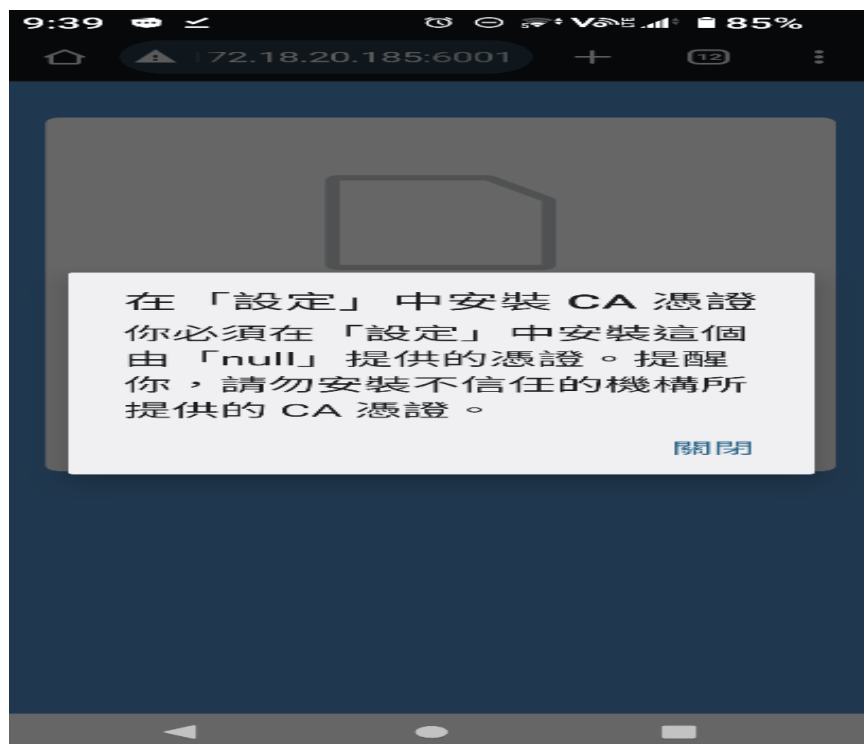 9:39
5 Vo LTE 85%
72.18.20.185:6001
12
在「設定」中安裝 CA 憑證
你必須在「設定」中安裝這個
由「null」提供的憑證。提醒
你，請勿安裝不信任的機構所
提供的 CA 憑證。
關閉